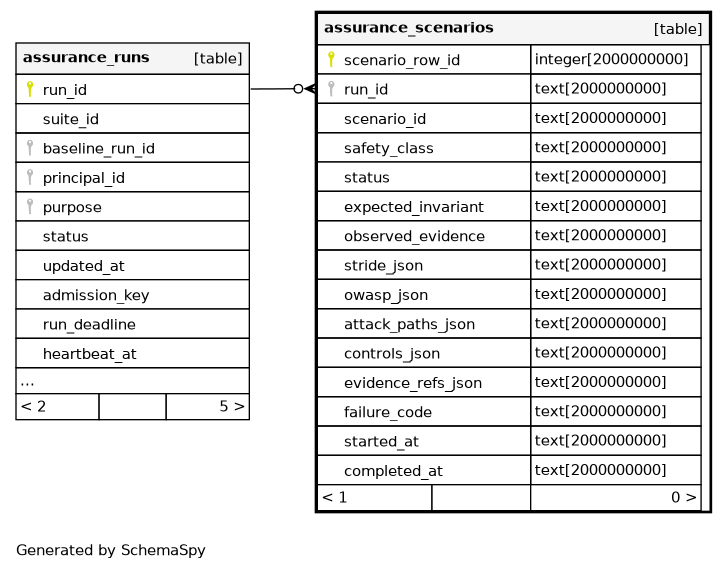 assurance_runs [table]
run_id
suite_id
baseline_run_id
principal_id
purpose
status
updated_at
admission_key
run_deadline
heartbeat_at
...
< 2 5 >
assurance_scenarios [table]
scenario_row_id integer[2000000000]
run_id text[2000000000]
scenario_id text[2000000000]
safety_class text[2000000000]
status text[2000000000]
expected_invariant text[2000000000]
observed_evidence text[2000000000]
stride_json text[2000000000]
owasp_json text[2000000000]
attack_paths_json text[2000000000]
controls_json text[2000000000]
evidence_refs_json text[2000000000]
failure_code text[2000000000]
started_at text[2000000000]
completed_at text[2000000000]
< 1 0 >
Generated by SchemaSpy